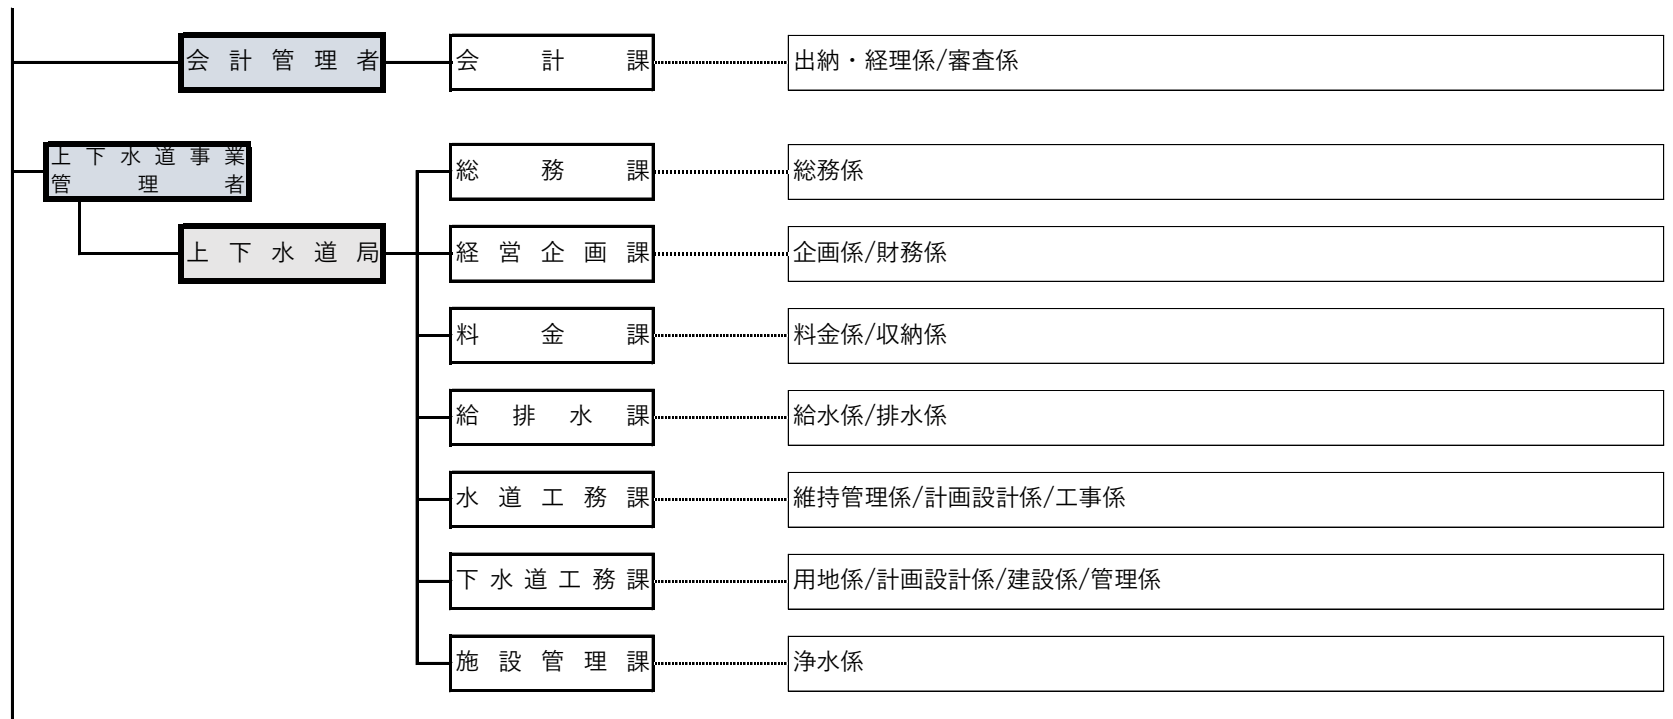 会計管理者
会計課
出納・経理係/審査係
上下水道事業
管理者
総務課
総務係
上下水道局
経営企画課
企画係/財務係
料金課
料金係/収納係
給排水課
給水係/排水係
水道工務課
維持管理係/計画設計係/工事係
下水道工務課
用地係/計画設計係/建設係/管理係
施設管理課
浄水係